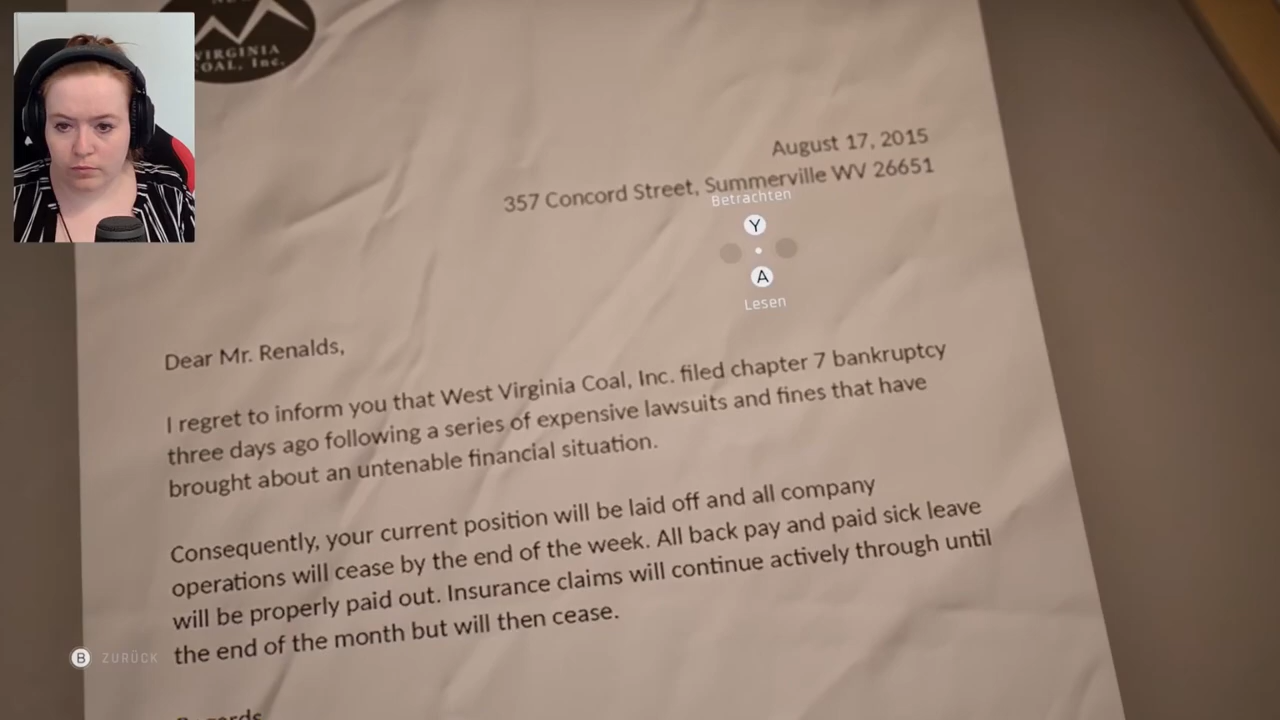 VIRGINIA
COAL, Inc.
August 17, 2015
357 Concord Street, Summerville WV 26651
Betrachten
Y
A
Lesen
Dear Mr. Renalds,
I regret to inform you that West Virginia Coal, Inc. filed chapter 7 bankruptcy
three days ago following a series of expensive lawsuits and fines that have
brought about an untenable financial situation.
Consequently, your current position will be laid off and all company
operations will cease by the end of the week. All back pay and paid sick leave
will be properly paid out. Insurance claims will continue actively through until
the end of the month but will then cease.
B ZURÜCK